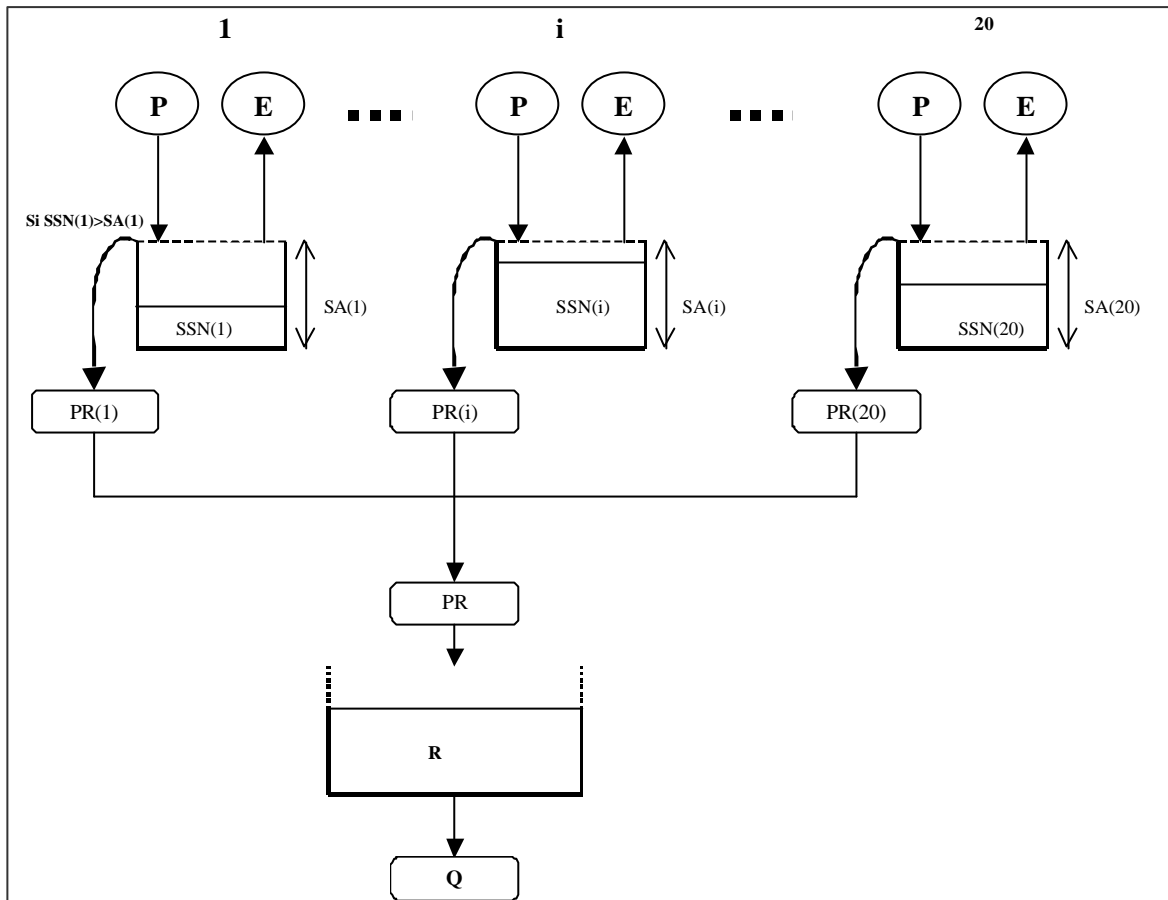 1 i 20
P E P E P E
Si SSN(1)>SA(1)
SSN(1) SA(1) SSN(i) SA(i) SSN(20) SA(20)
PR(1) PR(i) PR(20)
PR
R
Q